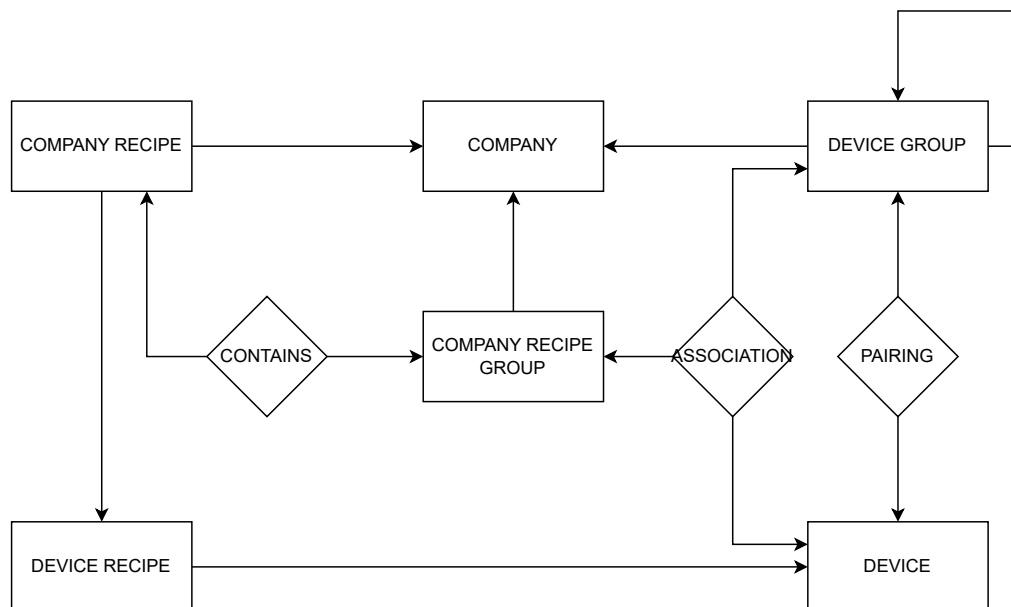 COMPANY RECIPE
COMPANY
DEVICE GROUP
CONTAINS
COMPANY RECIPE
GROUP
ASSOCIATION
PAIRING
DEVICE RECIPE
DEVICE